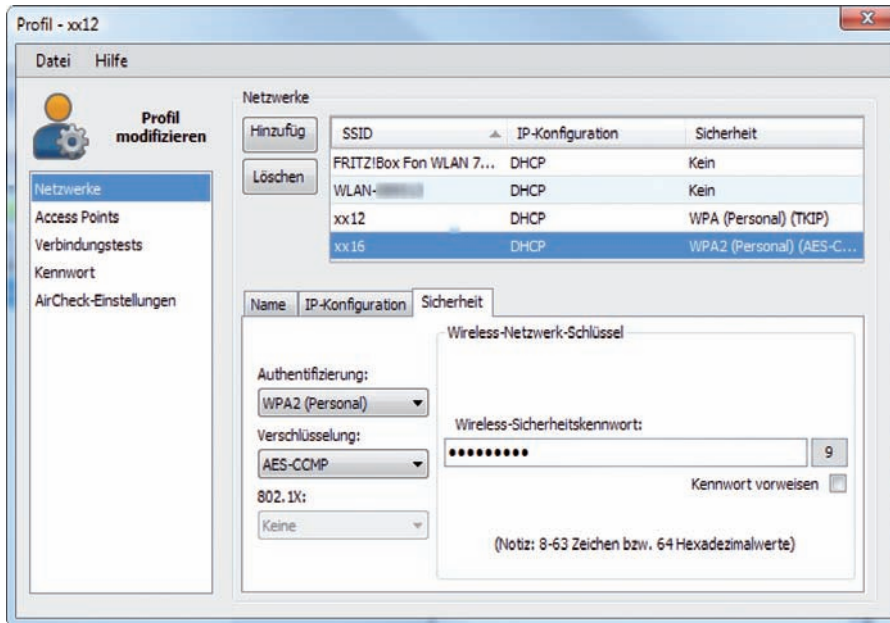 Profil - xx12
Datei Hilfe
Profil
modifizieren
Netzwerke
Access Points
Verbindungstests
Kennwort
AirCheck-Einstellungen
Netzwerke
Hinzufüg
Löschen
SSID IP-Konfiguration Sicherheit
FRITZ!Box Fon WLAN 7... DHCP Kein
WLAN- DHCP Kein
xx12 DHCP WPA (Personal) (TKIP)
xx16 DHCP WPA2 (Personal) (AES-C...
Name IP-Konfiguration Sicherheit
Authentifizierung:
WPA2 (Personal)
Verschlüsselung:
AES-CCMP
802.1X:
Keine
Wireless-Netzwerk-Schlüssel
Wireless-Sicherheitskennwort:
••••••••• 9
Kennwort vorweisen
(Notiz: 8-63 Zeichen bzw. 64 Hexadezimalwerte)